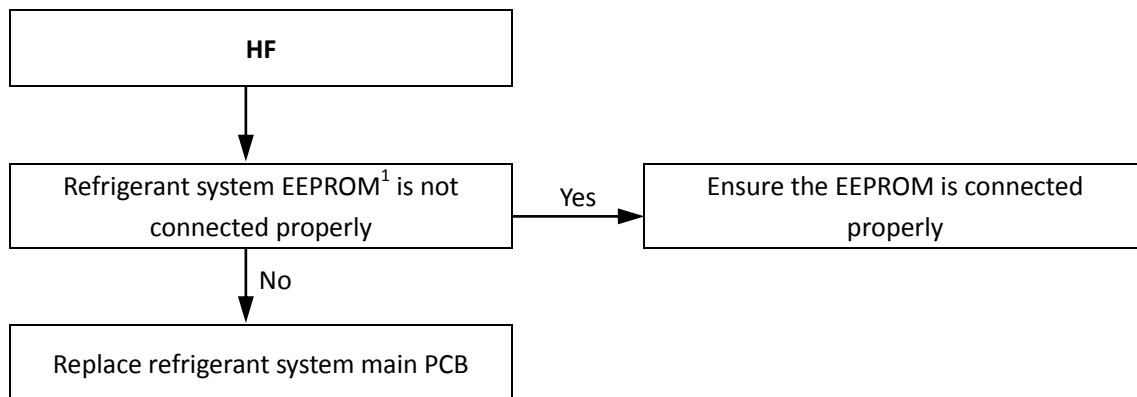 HF
Refrigerant system EEPROM¹ is not
connected properly
Yes
Ensure the EEPROM is connected
properly
No
Replace refrigerant system main PCB